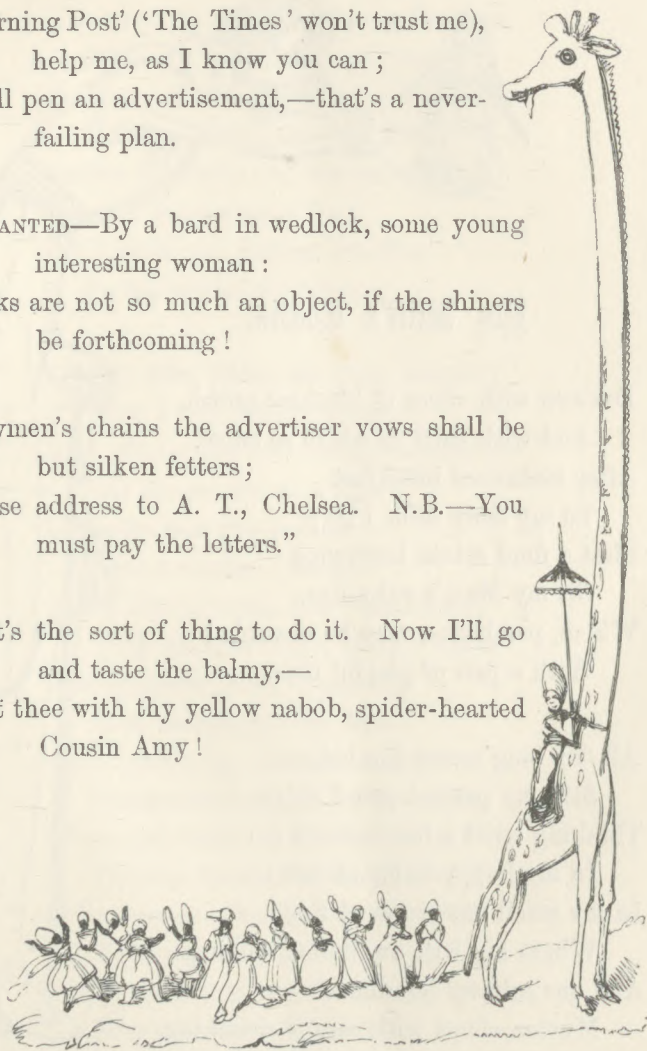 rning Post' ('The Times' won't trust me),
help me, as I know you can ;
ll pen an advertisement,—that's a never-
failing plan.
ANTED—By a bard in wedlock, some young
interesting woman :
ks are not so much an object, if the shiners
be forthcoming !
ymen's chains the advertiser vows shall be
but silken fetters ;
se address to A. T., Chelsea. N.B.—You
must pay the letters."
t's the sort of thing to do it. Now I'll go
and taste the balmy,—
t thee with thy yellow nabob, spider-hearted
Cousin Amy !